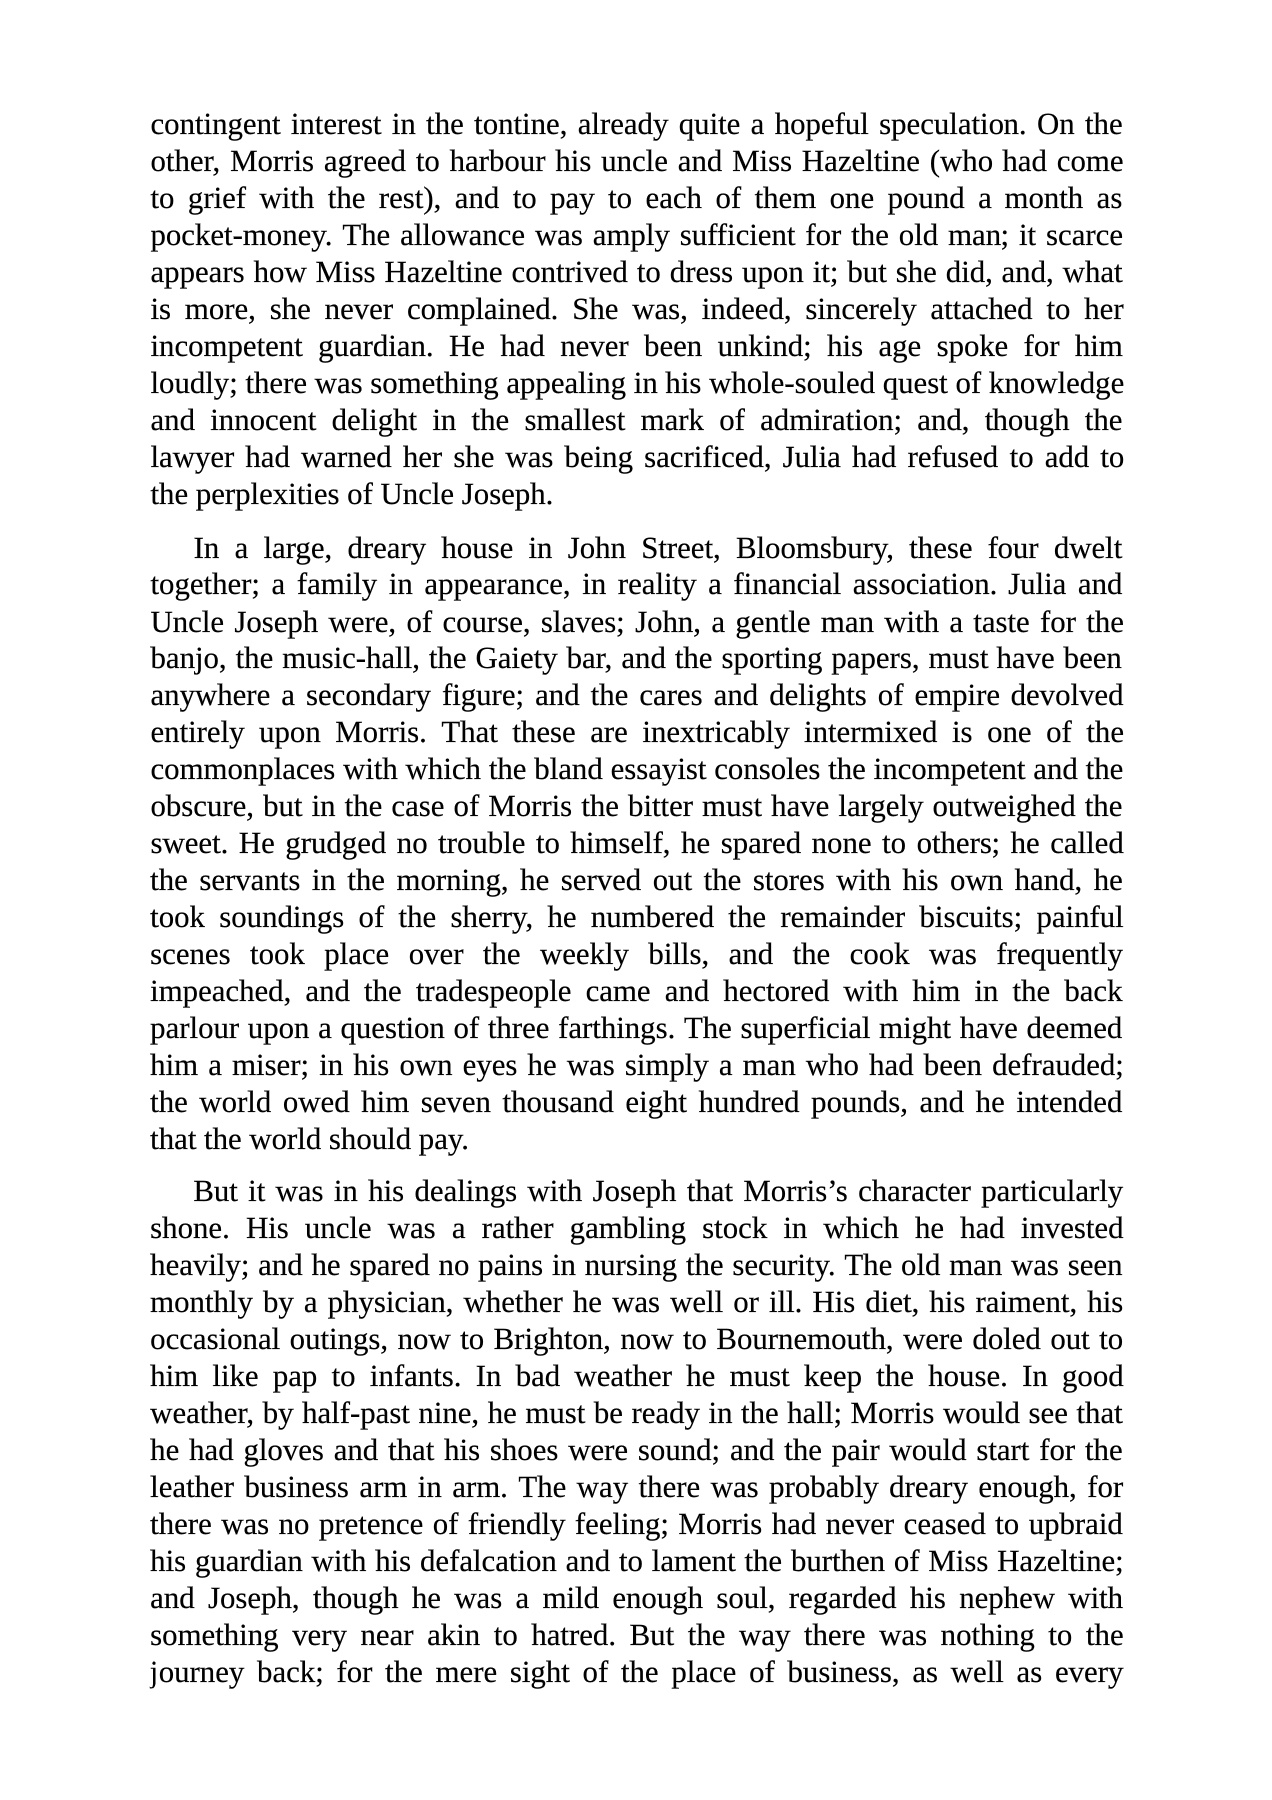 contingent interest in the tontine, already quite a hopeful speculation. On the
other, Morris agreed to harbour his uncle and Miss Hazeltine (who had come
to grief with the rest), and to pay to each of them one pound a month as
pocket-money. The allowance was amply sufficient for the old man; it scarce
appears how Miss Hazeltine contrived to dress upon it; but she did, and, what
is more, she never complained. She was, indeed, sincerely attached to her
incompetent guardian. He had never been unkind; his age spoke for him
loudly; there was something appealing in his whole-souled quest of knowledge
and innocent delight in the smallest mark of admiration; and, though the
lawyer had warned her she was being sacrificed, Julia had refused to add to
the perplexities of Uncle Joseph.
In a large, dreary house in John Street, Bloomsbury, these four dwelt
together; a family in appearance, in reality a financial association. Julia and
Uncle Joseph were, of course, slaves; John, a gentle man with a taste for the
banjo, the music-hall, the Gaiety bar, and the sporting papers, must have been
anywhere a secondary figure; and the cares and delights of empire devolved
entirely upon Morris. That these are inextricably intermixed is one of the
commonplaces with which the bland essayist consoles the incompetent and the
obscure, but in the case of Morris the bitter must have largely outweighed the
sweet. He grudged no trouble to himself, he spared none to others; he called
the servants in the morning, he served out the stores with his own hand, he
took soundings of the sherry, he numbered the remainder biscuits; painful
scenes took place over the weekly bills, and the cook was frequently
impeached, and the tradespeople came and hectored with him in the back
parlour upon a question of three farthings. The superficial might have deemed
him a miser; in his own eyes he was simply a man who had been defrauded;
the world owed him seven thousand eight hundred pounds, and he intended
that the world should pay.
But it was in his dealings with Joseph that Morris’s character particularly
shone. His uncle was a rather gambling stock in which he had invested
heavily; and he spared no pains in nursing the security. The old man was seen
monthly by a physician, whether he was well or ill. His diet, his raiment, his
occasional outings, now to Brighton, now to Bournemouth, were doled out to
him like pap to infants. In bad weather he must keep the house. In good
weather, by half-past nine, he must be ready in the hall; Morris would see that
he had gloves and that his shoes were sound; and the pair would start for the
leather business arm in arm. The way there was probably dreary enough, for
there was no pretence of friendly feeling; Morris had never ceased to upbraid
his guardian with his defalcation and to lament the burthen of Miss Hazeltine;
and Joseph, though he was a mild enough soul, regarded his nephew with
something very near akin to hatred. But the way there was nothing to the
journey back; for the mere sight of the place of business, as well as every